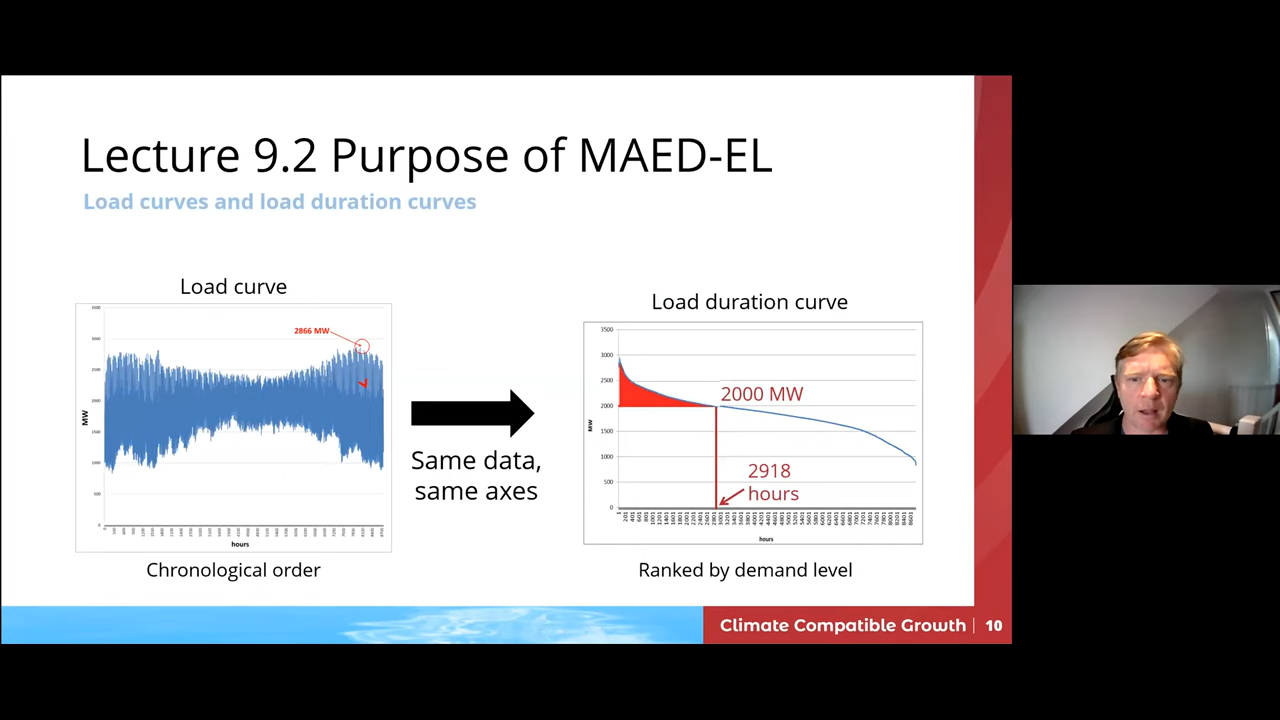 Lecture 9.2 Purpose of MAED-EL
Load curves and load duration curves
Load curve
2866 MW
MW
500
0
hours
Chronological order
Same data,
same axes
Load duration curve
3500
3000
2500
2000
1500
1000
500
0
MW
2000 MW
2918
hours
hours
Ranked by demand level
Climate Compatible Growth
10